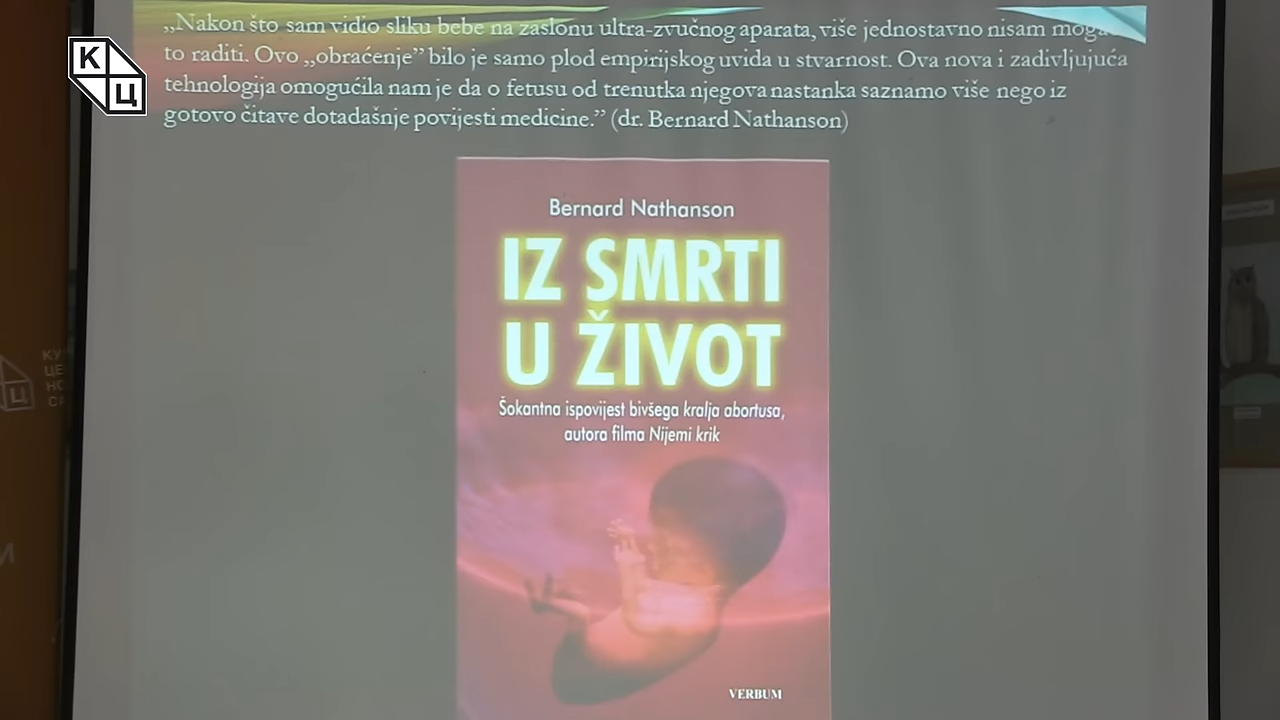 „Nakon što sam vidio sliku bebe na zaslonu ultra-zvučnog aparata, više jednostavno nisam
to raditi. Ovo „obraćenje” bilo je samo plod empirijskog uvida u stvarnost. Ova nova i zadivljujuća
tehnologija omogućila nam je da o fetusu od trenutka njegova nastanka saznamo više nego iz
gotovo čitave dotadašnje povijesti medicine.” (dr. Bernard Nathanson)
К
Ц
Bernard Nathanson
IZ SMRTI
U ŽIVOT
Šokantna ispovijest bivšega kralja abortusa,
autora filma Nijemi krik
VERBUM